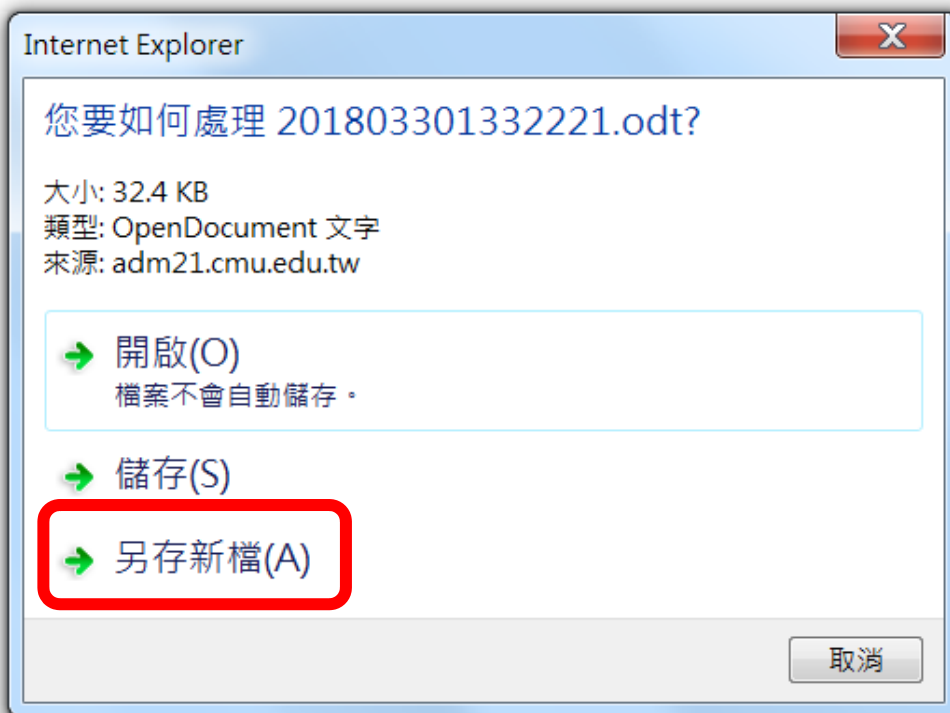 Internet Explorer
您要如何處理 201803301332221.odt?
大小: 32.4 KB
類型: OpenDocument 文字
來源: adm21.cmu.edu.tw
開啟(O)
檔案不會自動儲存。
儲存(S)
另存新檔(A)
取消